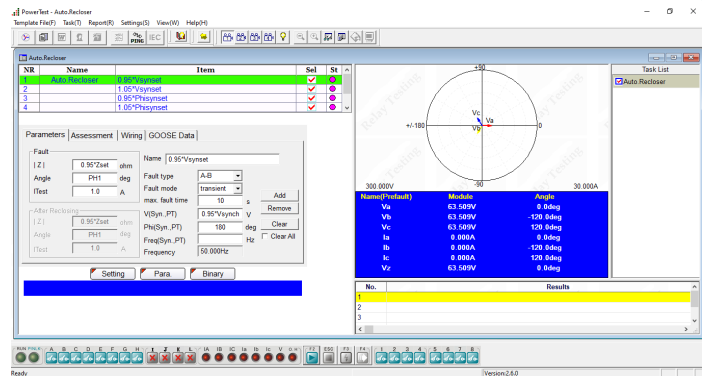 PowerTest - Auto.Recloser
Template File(F) Task(T) Report(R) Settings(S) View(W) Help(H)
PING IEC
Auto.Recloser
NR Name Item Sel St
1 Auto.Recloser 0.95*Vsynset
2 1.05*Vsynset
3 0.95*Phisynset
4 1.05*Phisynset
Parameters Assessment Wiring GOOSE Data
Fault
| Z | 0.95*Zset ohm
Angle PH1 deg
ITest 1.0 A
After Reclosing
| Z | 0.95*Zset ohm
Angle PH1 deg
ITest 1.0 A
Name 0.95*Vsynset
Fault type A-B
Fault mode transient
max. fault time 10 s
V(Syn.,PT) 0.95*Vsynch V
Phi(Syn.,PT) 180 deg
Freq(Syn.,PT) Hz
Frequency 50.000Hz
Add
Remove
Clear
Clear All
Setting Para. Binary
Relay Testing
Relay Testing
Relay Testing
+90
+/-180
0
-90
Vc
Va
Vb
300.000V 30.000A
Name(Prefault) Module Angle
Va 63.509V 0.0deg
Vb 63.509V -120.0deg
Vc 63.509V 120.0deg
Ia 0.000A 0.0deg
Ib 0.000A -120.0deg
Ic 0.000A 120.0deg
Vz 63.509V 0.0deg
Task List
Auto.Recloser
No. Results
1
2
3
RUN
A B C D E F G H I J K L IA IB IC Ia Ib Ic V O.H F2 ESC F3 F4 1 2 3 4 5 6 7 8
Ready Version:2.6.0